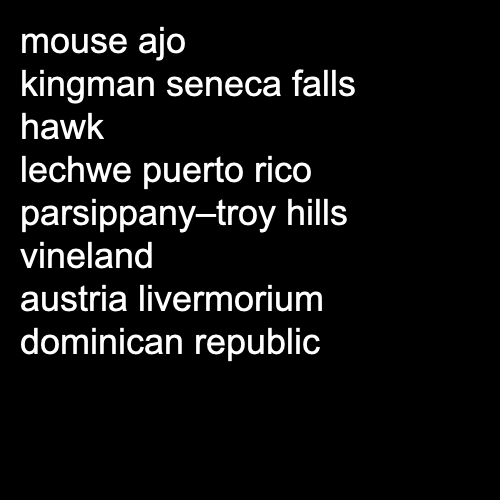 mouse ajo
kingman seneca falls
hawk
lechwe puerto rico
parsippany–troy hills
vineland
austria livermorium
dominican republic